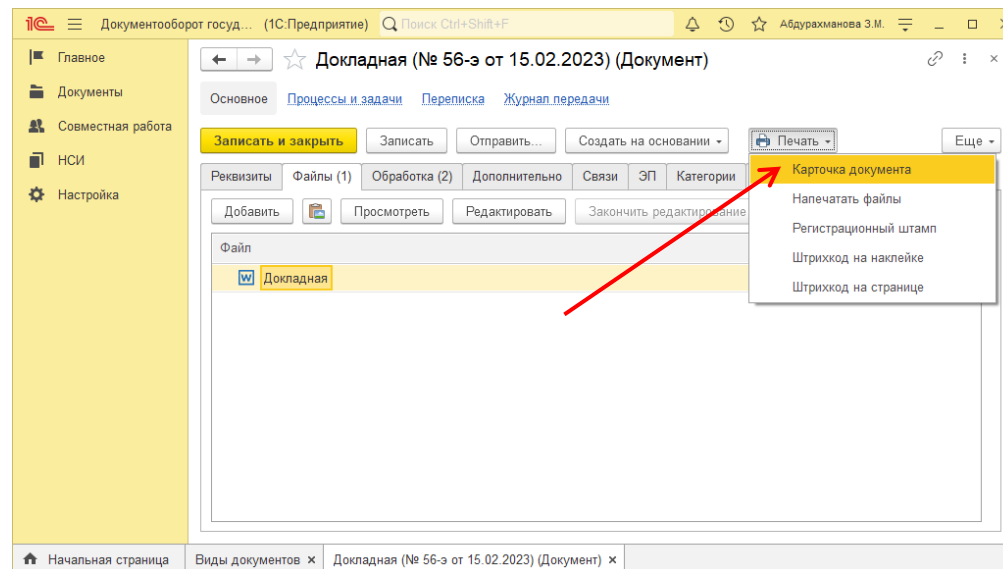 1С Документооборот госуд... (1С:Предприятие) Поиск Ctrl+Shift+F Абдурахманова З.М.
Главное
Документы
Совместная работа
НСИ
Настройка
Докладная (№ 56-э от 15.02.2023) (Документ)
Основное Процессы и задачи Переписка Журнал передачи
Записать и закрыть Записать Отправить... Создать на основании Печать Еще
Реквизиты Файлы (1) Обработка (2) Дополнительно Связи ЭП Категории
Карточка документа
Напечатать файлы
Регистрационный штамп
Штрихкод на наклейке
Штрихкод на странице
Добавить Просмотреть Редактировать Закончить редактирование
Файл
W Докладная
Начальная страница Виды документов × Докладная (№ 56-э от 15.02.2023) (Документ) ×